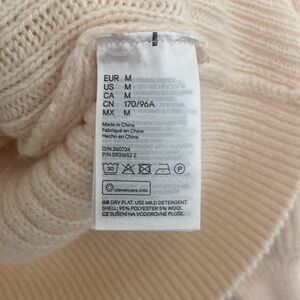 EUR M
US M
CA M
CN 170/96A
MX M
Made in China
Fabriqué en Chine
Hecho en China
O/N 260724
P/N 0931652 2
30
P
clevercare.info
GB DRY FLAT. USE MILD DETERGENT.
SHELL: 95% POLYESTER 5% WOOL
CZ SUŠENÍ NA VODOROVNÉ PLOŠE.